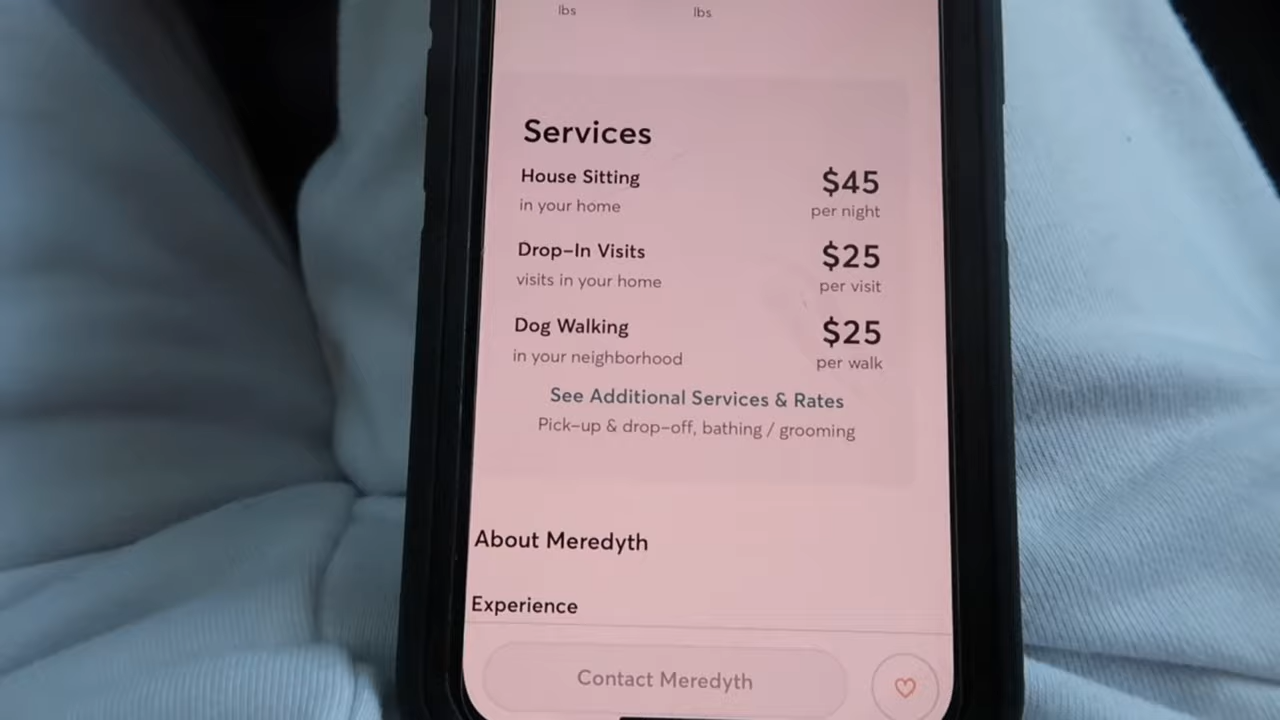 lbs lbs
Services
House Sitting $45
in your home per night
Drop-In Visits $25
visits in your home per visit
Dog Walking $25
in your neighborhood per walk
See Additional Services & Rates
Pick-up & drop-off, bathing / grooming
About Meredyth
Experience
Contact Meredyth